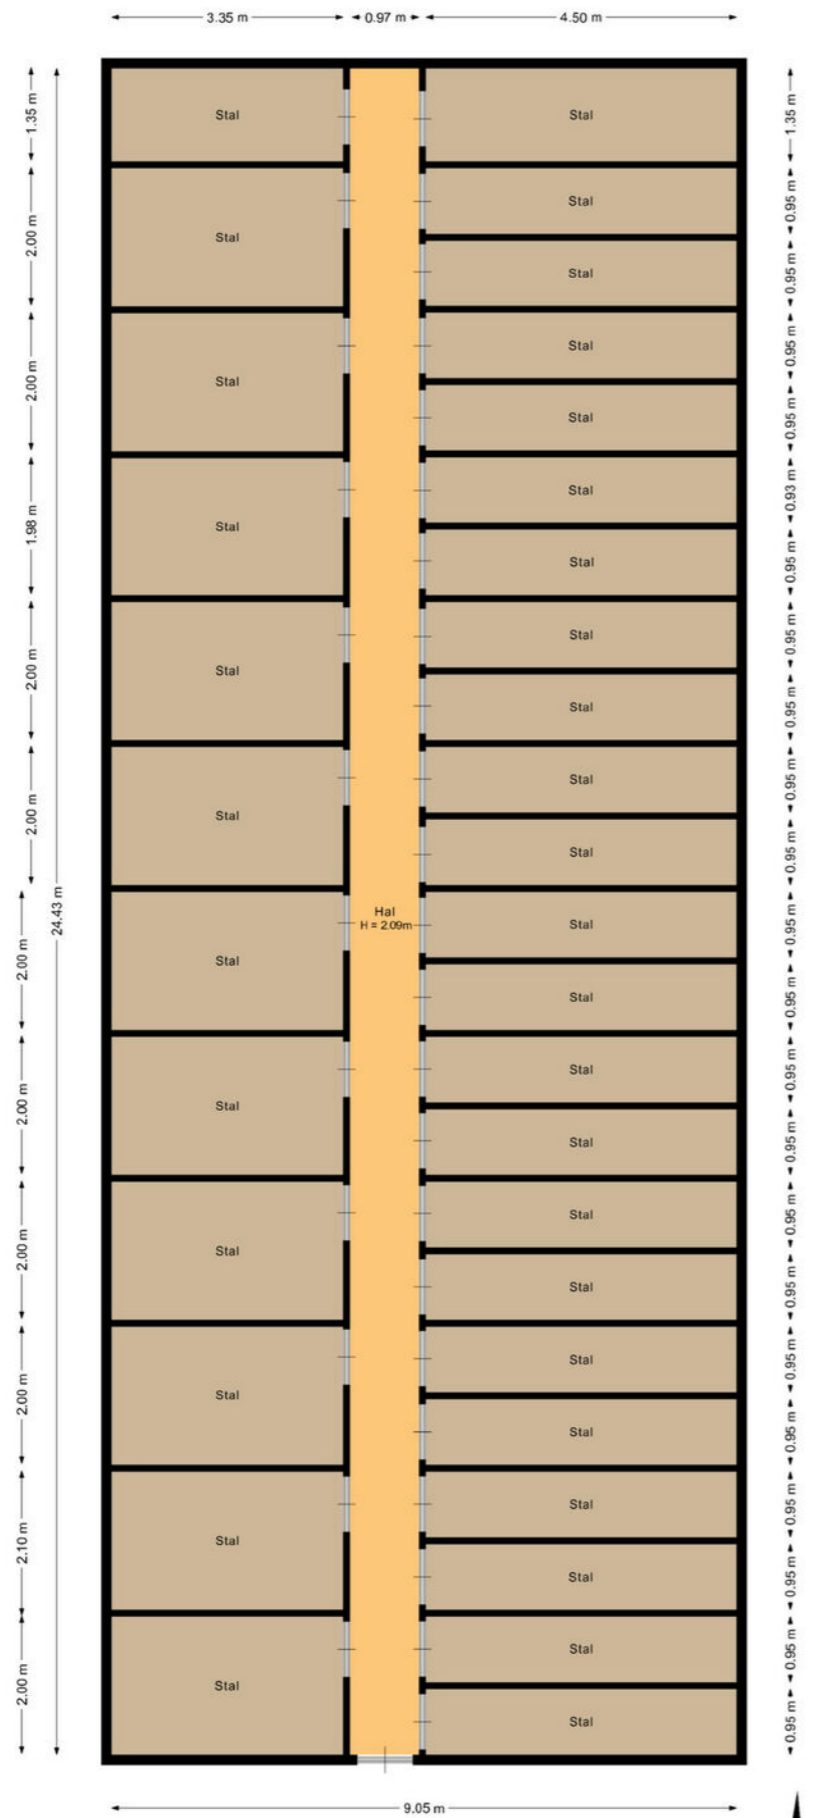 3.35 m
0.97 m
4.50 m
1.35 m
Stal
Stal
1.35 m
Stal
0.95 m
2.00 m
Stal
Stal
0.95 m
Stal
0.95 m
2.00 m
Stal
Stal
0.95 m
Stal
0.93 m
1.98 m
Stal
Stal
0.95 m
Stal
0.95 m
2.00 m
Stal
Stal
0.95 m
Stal
0.95 m
2.00 m
Stal
Stal
0.95 m
24.43 m
Hal
H = 2.09m
Stal
0.95 m
2.00 m
Stal
Stal
0.95 m
Stal
0.95 m
2.00 m
Stal
Stal
0.95 m
Stal
0.95 m
2.00 m
Stal
Stal
0.95 m
Stal
0.95 m
2.00 m
Stal
Stal
0.95 m
Stal
0.95 m
2.10 m
Stal
Stal
0.95 m
Stal
0.95 m
2.00 m
Stal
Stal
0.95 m
9.05 m